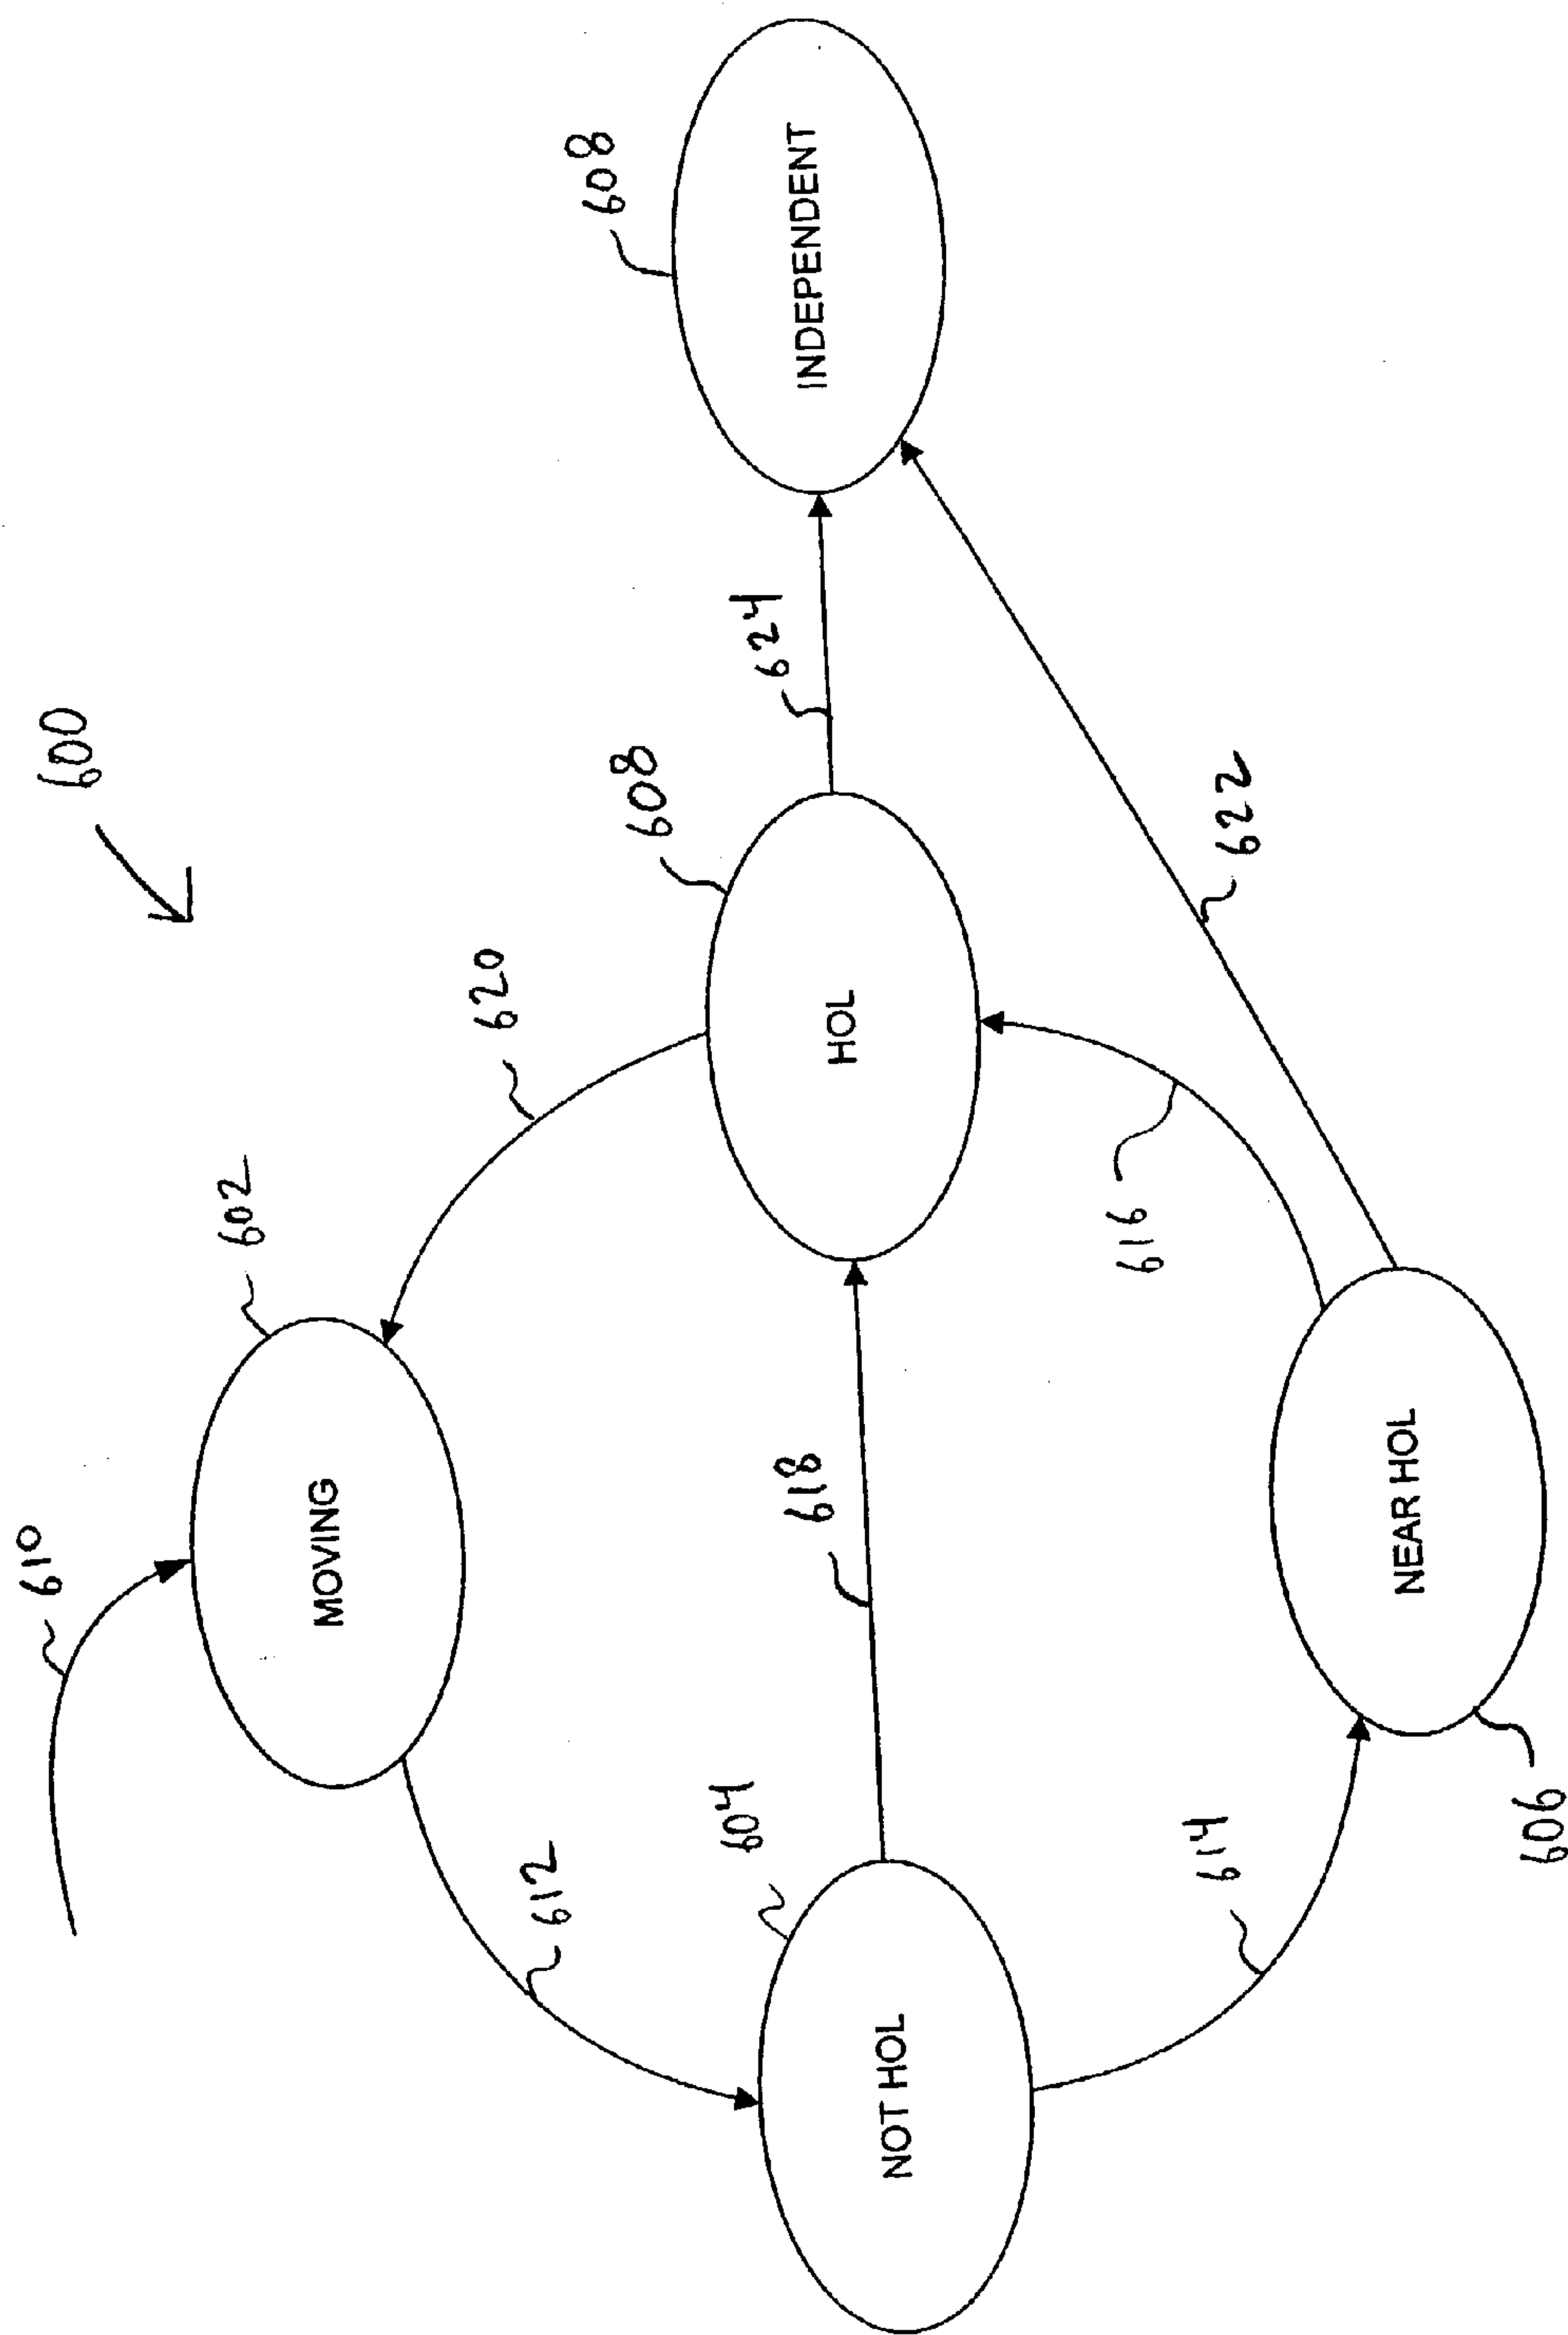 610
600
602
MOVING
620
612
608
608
604
624
618
INDEPENDENT
HOL
NOT HOL
616
614
622
NEAR HOL
606